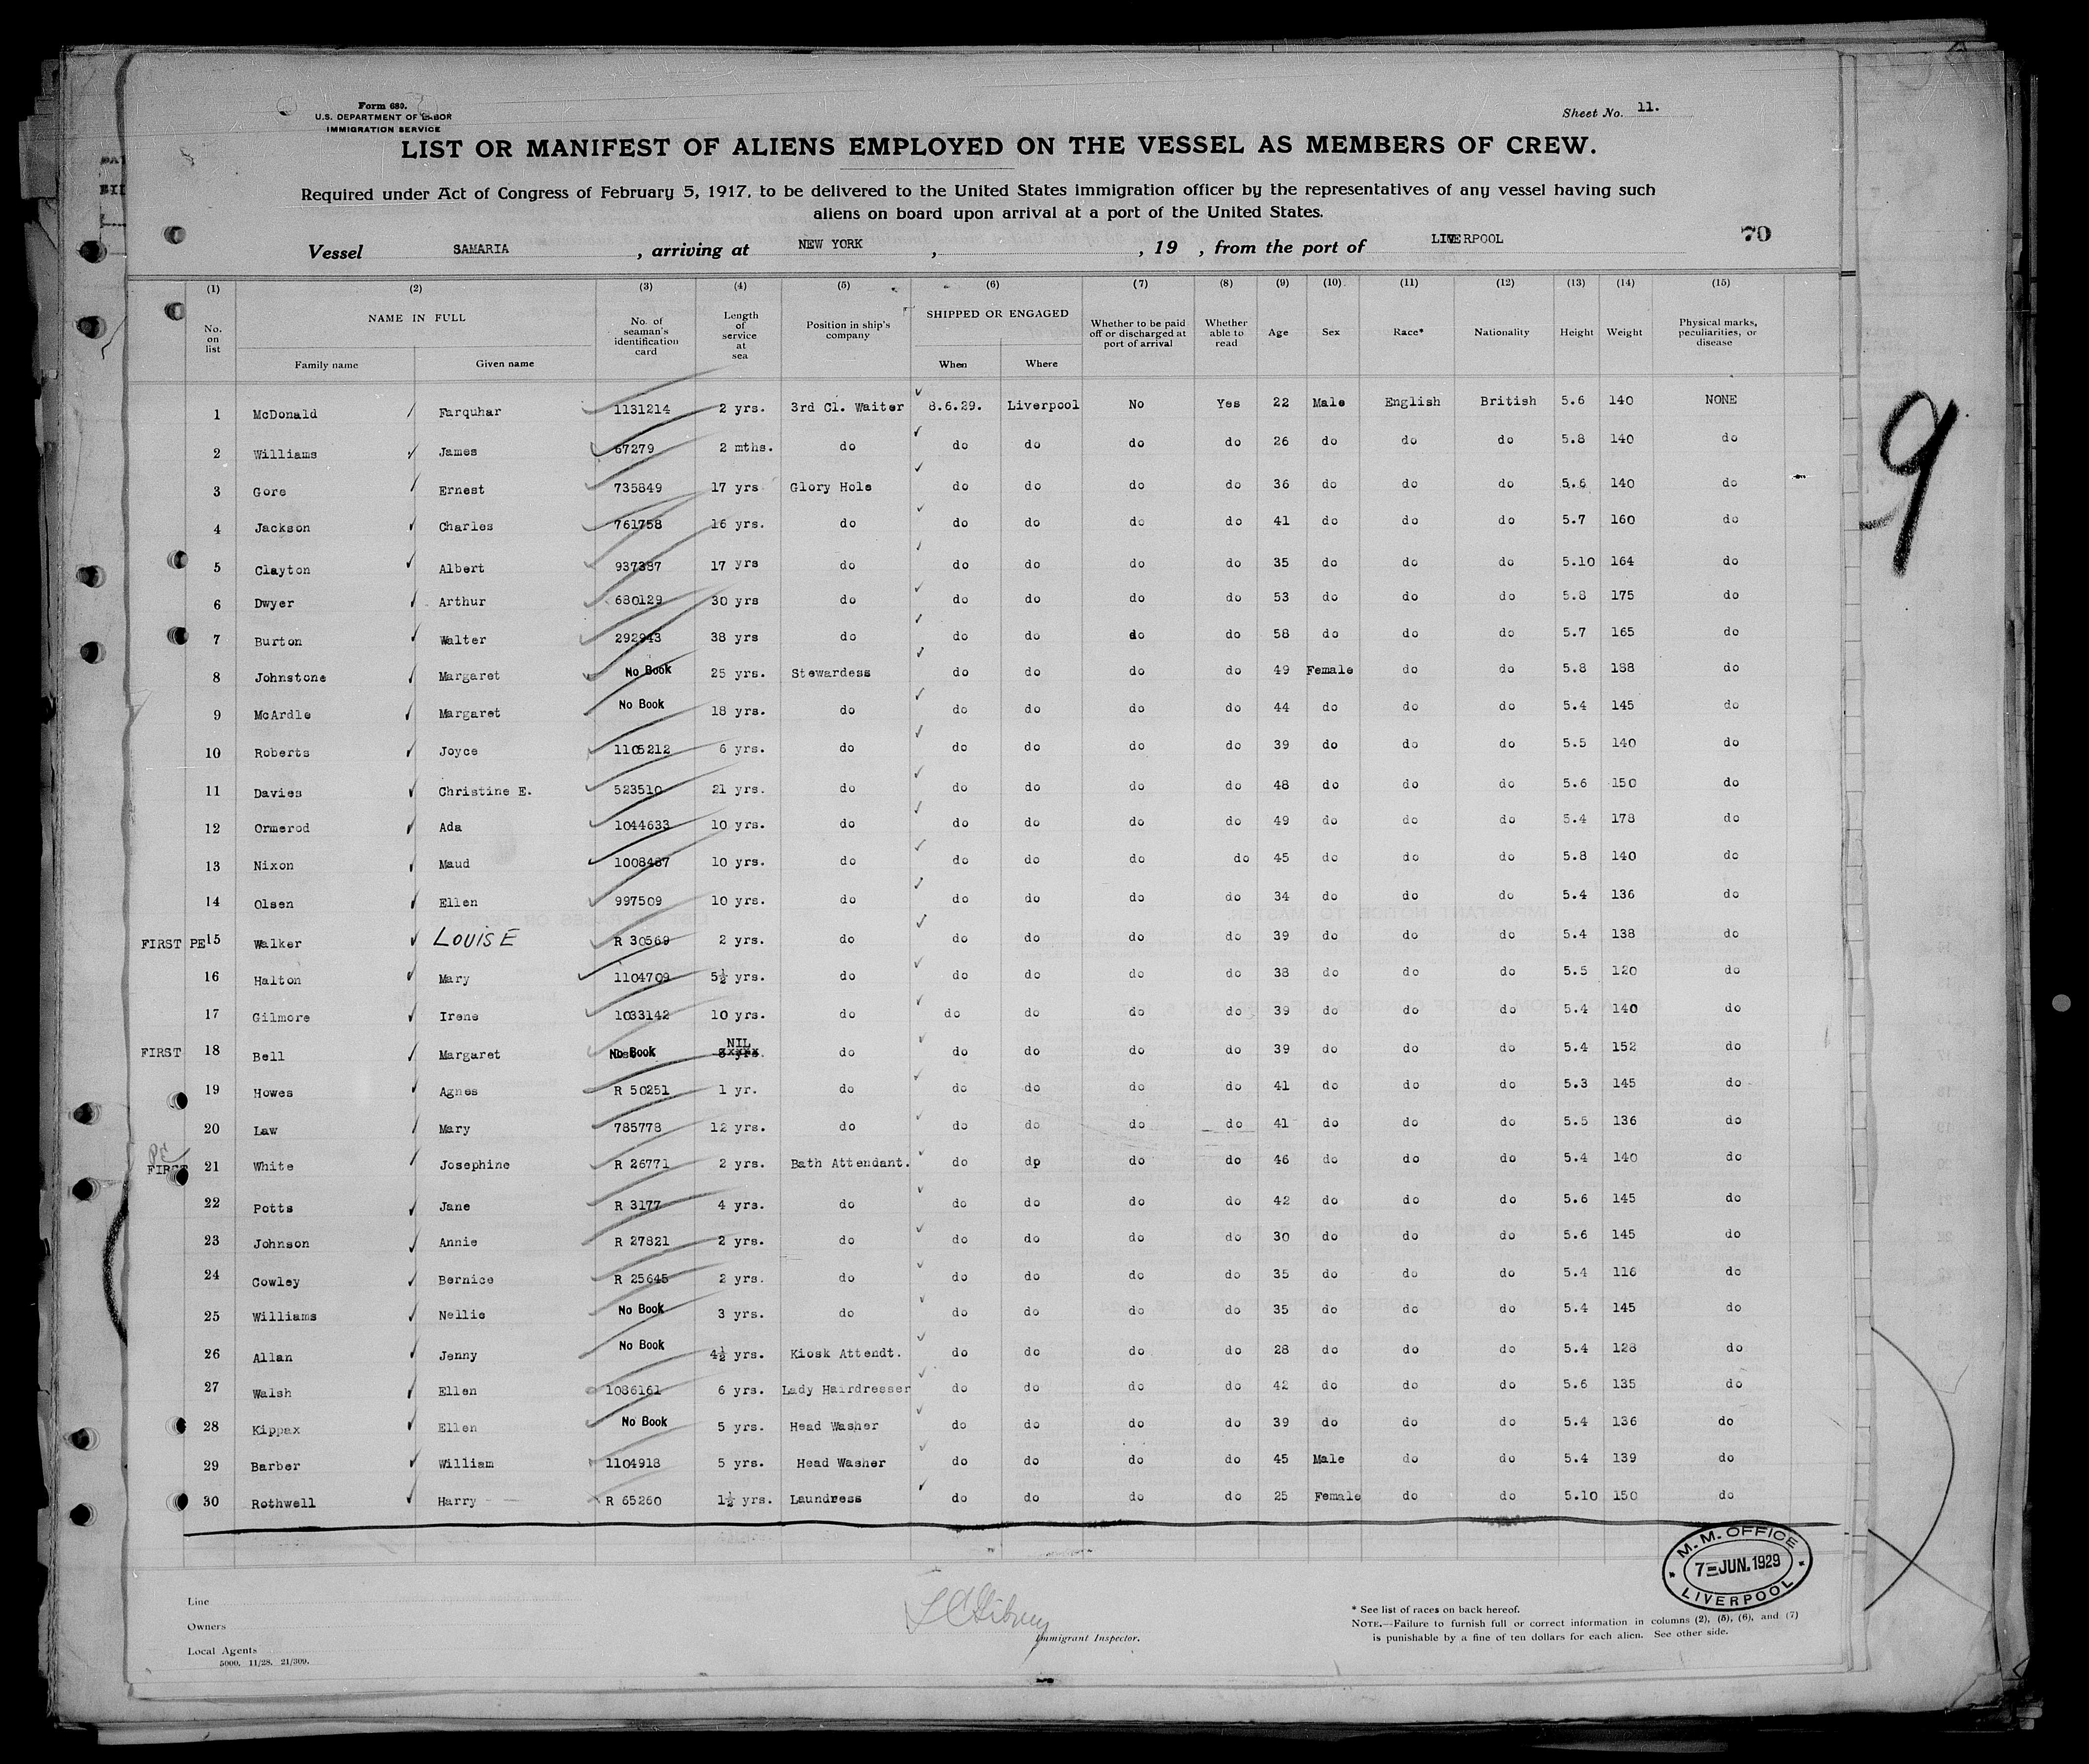 Form 680.
U.S. DEPARTMENT OF LABOR
IMMIGRATION SERVICE
Sheet No. 11.
LIST OR MANIFEST OF ALIENS EMPLOYED ON THE VESSEL AS MEMBERS OF CREW.
Required under Act of Congress of February 5, 1917, to be delivered to the United States immigration officer by the representatives of any vessel having such
aliens on board upon arrival at a port of the United States.
Vessel SAMARIA , arriving at NEW YORK , , 19 , from the port of LIVERPOOL 70
(1) (2) (3) (4) (5) (6) (7) (8) (9) (10) (11) (12) (13) (14) (15)
No. on list NAME IN FULL Family name Given name No. of seaman's identification card Length of service at sea Position in ship's company SHIPPED OR ENGAGED When Where Whether to be paid off or discharged at port of arrival Whether able to read Age Sex Race* Nationality Height Weight Physical marks, peculiarities, or disease
1 McDonald Farquhar 1131214 2 yrs. 3rd Cl. Waiter 8.6.29. Liverpool No Yes 22 Male English British 5.6 140 NONE
2 Williams James 67279 2 mths. do do do do do 26 do do do 5.8 140 do
3 Gore Ernest 735849 17 yrs Glory Hole do do do do 36 do do do 5.6 140 do
4 Jackson Charles 761758 16 yrs. do do do do do 41 do do do 5.7 160 do
5 Clayton Albert 937387 17 yrs do do do do do 35 do do do 5.10 164 do
6 Dwyer Arthur 680129 30 yrs do do do do do 53 do do do 5.8 175 do
7 Burton Walter 292943 38 yrs do do do do do 58 do do do 5.7 165 do
8 Johnstone Margaret No Book 25 yrs. Stewardess do do do do 49 Female do do 5.8 188 do
9 McArdle Margaret No Book 18 yrs. do do do do do 44 do do do 5.4 145 do
10 Roberts Joyce 1105212 6 yrs. do do do do do 39 do do do 5.5 140 do
11 Davies Christine E. 523510 21 yrs. do do do do do 48 do do do 5.6 150 do
12 Ormerod Ada 1044633 10 yrs. do do do do do 49 do do do 5.4 178 do
13 Nixon Maud 1008487 10 yrs. do do do do do 45 do do do 5.8 140 do
14 Olsen Ellen 997509 10 yrs. do do do do do 34 do do do 5.4 136 do
FIRST PE 15 Walker LOUISE R 30569 2 yrs. do do do do do 39 do do do 5.4 138 do
16 Halton Mary 1104709 5½ yrs. do do do do do 38 do do do 5.5 120 do
17 Gilmore Irene 1033142 10 yrs. do do do do do 39 do do do 5.4 140 do
FIRST 18 Bell Margaret No Book NIL do do do do do 39 do do do 5.4 152 do
19 Howes Agnes R 50251 1 yr. do do do do do 41 do do do 5.3 145 do
20 Law Mary 785778 12 yrs. do do do do do 41 do do do 5.5 136 do
FIRST 21 White Josephine R 26771 2 yrs. Bath Attendant. do dp do do 46 do do do 5.4 140 do
22 Potts Jane R 3177 4 yrs. do do do do do 42 do do do 5.6 145 do
23 Johnson Annie R 27821 2 yrs. do do do do do 30 do do do 5.6 145 do
24 Cowley Bernice R 25645 2 yrs. do do do do do 35 do do do 5.4 116 do
25 Williams Nellie No Book 3 yrs. do do do do do 35 do do do 5.4 145 do
26 Allan Jenny No Book 4½ yrs. Kiosk Attendt. do do do do 28 do do do 5.4 128 do
27 Walsh Ellen 1086161 6 yrs. Lady Hairdresser do do do do 42 do do do 5.6 135 do
28 Kippax Ellen No Book 5 yrs. Head Washer do do do do 39 do do do 5.4 136 do
29 Barber William 1104918 5 yrs. Head Washer do do do do 45 Male do do 5.4 139 do
30 Rothwell Harry R 65260 1½ yrs. Laundress do do do do 25 Female do do 5.10 150 do
9
M. M. OFFICE
7 = JUN. 1929
LIVERPOOL
Line
Owners
Local Agents
5000. 11/28. 21/309.
Immigrant Inspector.
* See list of races on back hereof.
NOTE.—Failure to furnish full or correct information in columns (2), (5), (6), and (7)
is punishable by a fine of ten dollars for each alien. See other side.